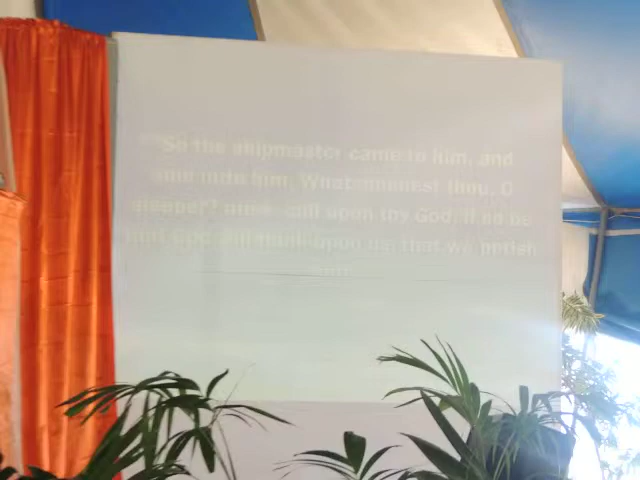 So the shipmaster came to him, and
said unto him, What meanest thou, O
sleeper? arise, call upon thy God, if so be
that God will think upon us, that we perish
not.